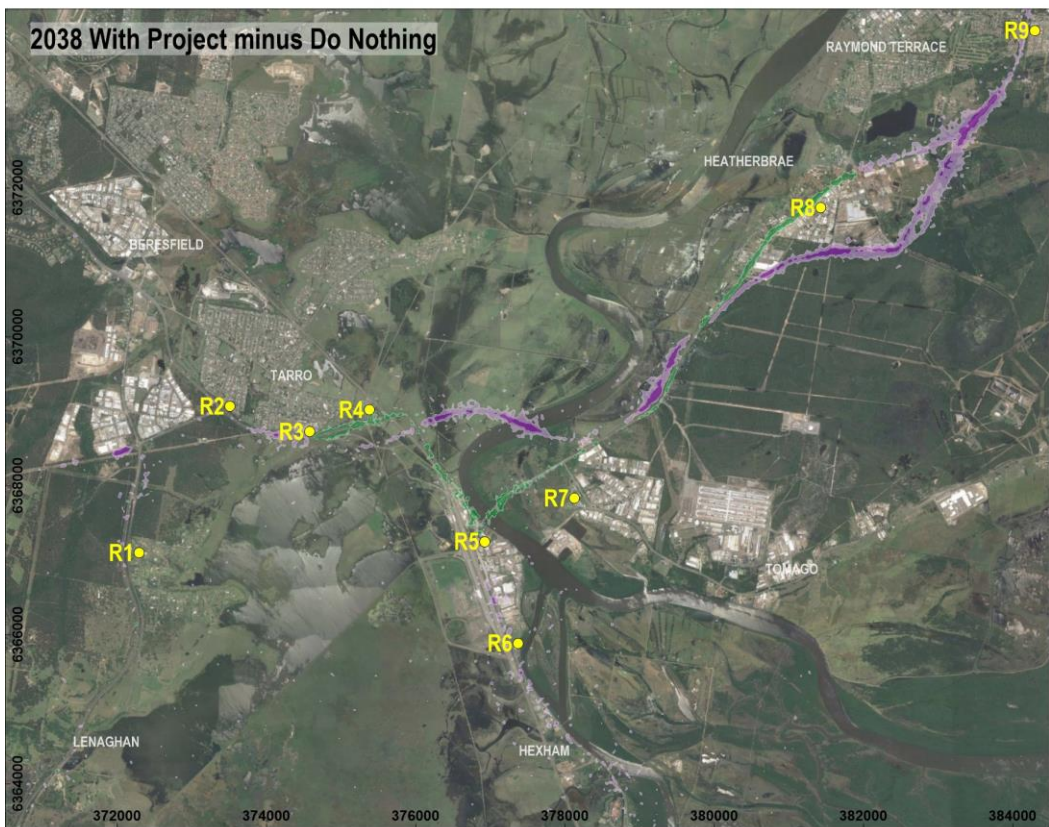 2038 With Project minus Do Nothing
R9
RAYMOND TERRACE
HEATHERBRAE
6372000
R8
BERESFIELD
6370000
TARRO
R2
R4
R3
6368000
R7
R5
R1
TOMAGO
6366000
R6
LENAGHAN
HEXHAM
6364000
372000 374000 376000 378000 380000 382000 384000